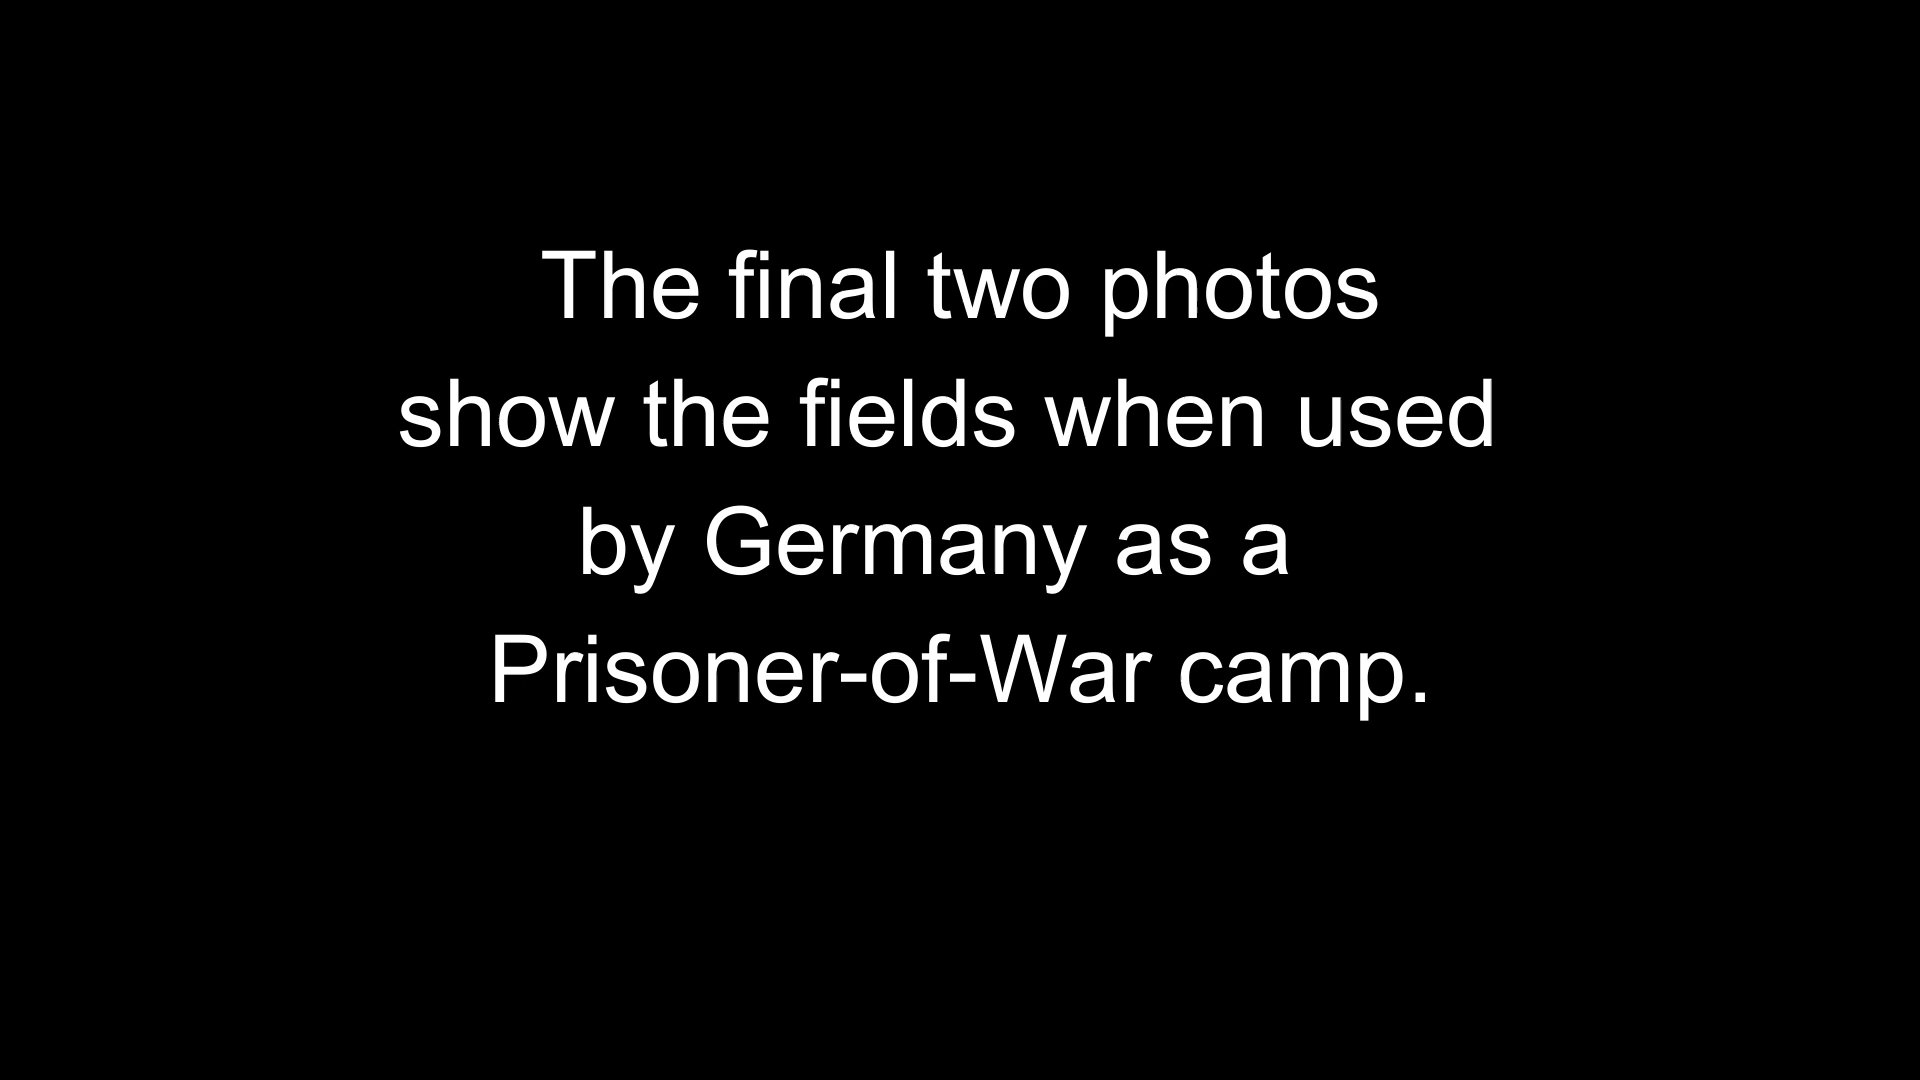 The final two photos
show the fields when used
by Germany as a
Prisoner-of-War camp.